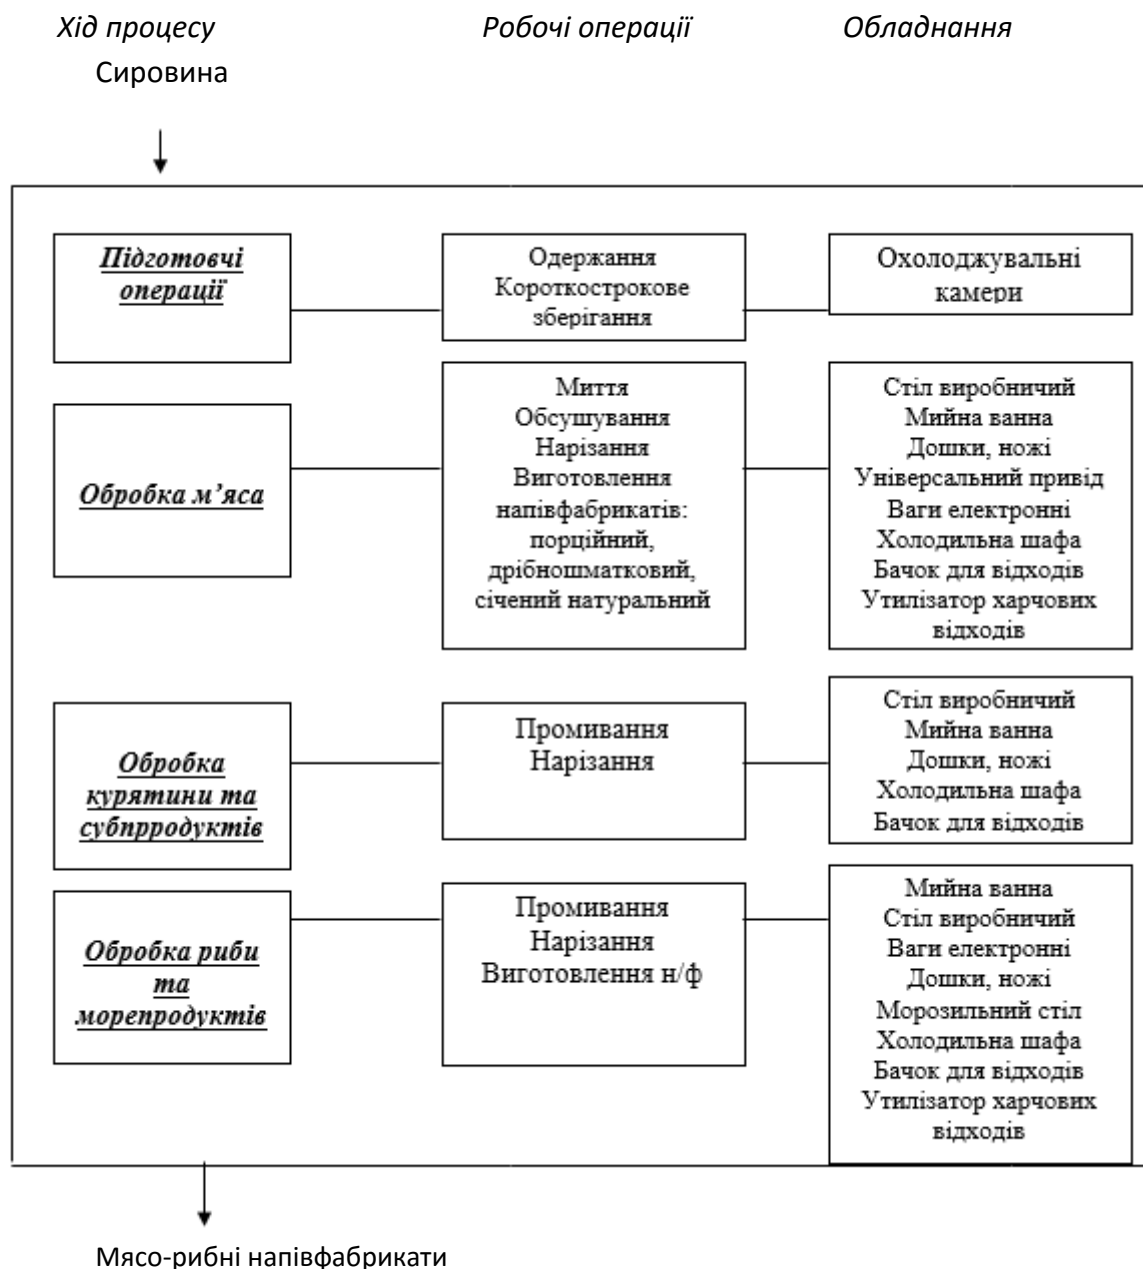 Хід процесу
Робочі операції
Обладнання
Сировина
Підготовчі
операції
Одержання
Короткострокове
зберігання
Охолоджувальні
камери
Обробка м’яса
Миття
Обсушування
Нарізання
Виготовлення
напівфабрикатів:
порційний,
дрібношматковий,
січений натуральний
Стіл виробничий
Мийна ванна
Дошки, ножі
Універсальний привід
Ваги електронні
Холодильна шафа
Бачок для відходів
Утилізатор харчових
відходів
Обробка
курятини та
субпрродуктів
Промивання
Нарізання
Стіл виробничий
Мийна ванна
Дошки, ножі
Холодильна шафа
Бачок для відходів
Обробка риби
та
морепродуктів
Промивання
Нарізання
Виготовлення н/ф
Мийна ванна
Стіл виробничий
Ваги електронні
Дошки, ножі
Морозильний стіл
Холодильна шафа
Бачок для відходів
Утилізатор харчових
відходів
Мясо-рибні напівфабрикати